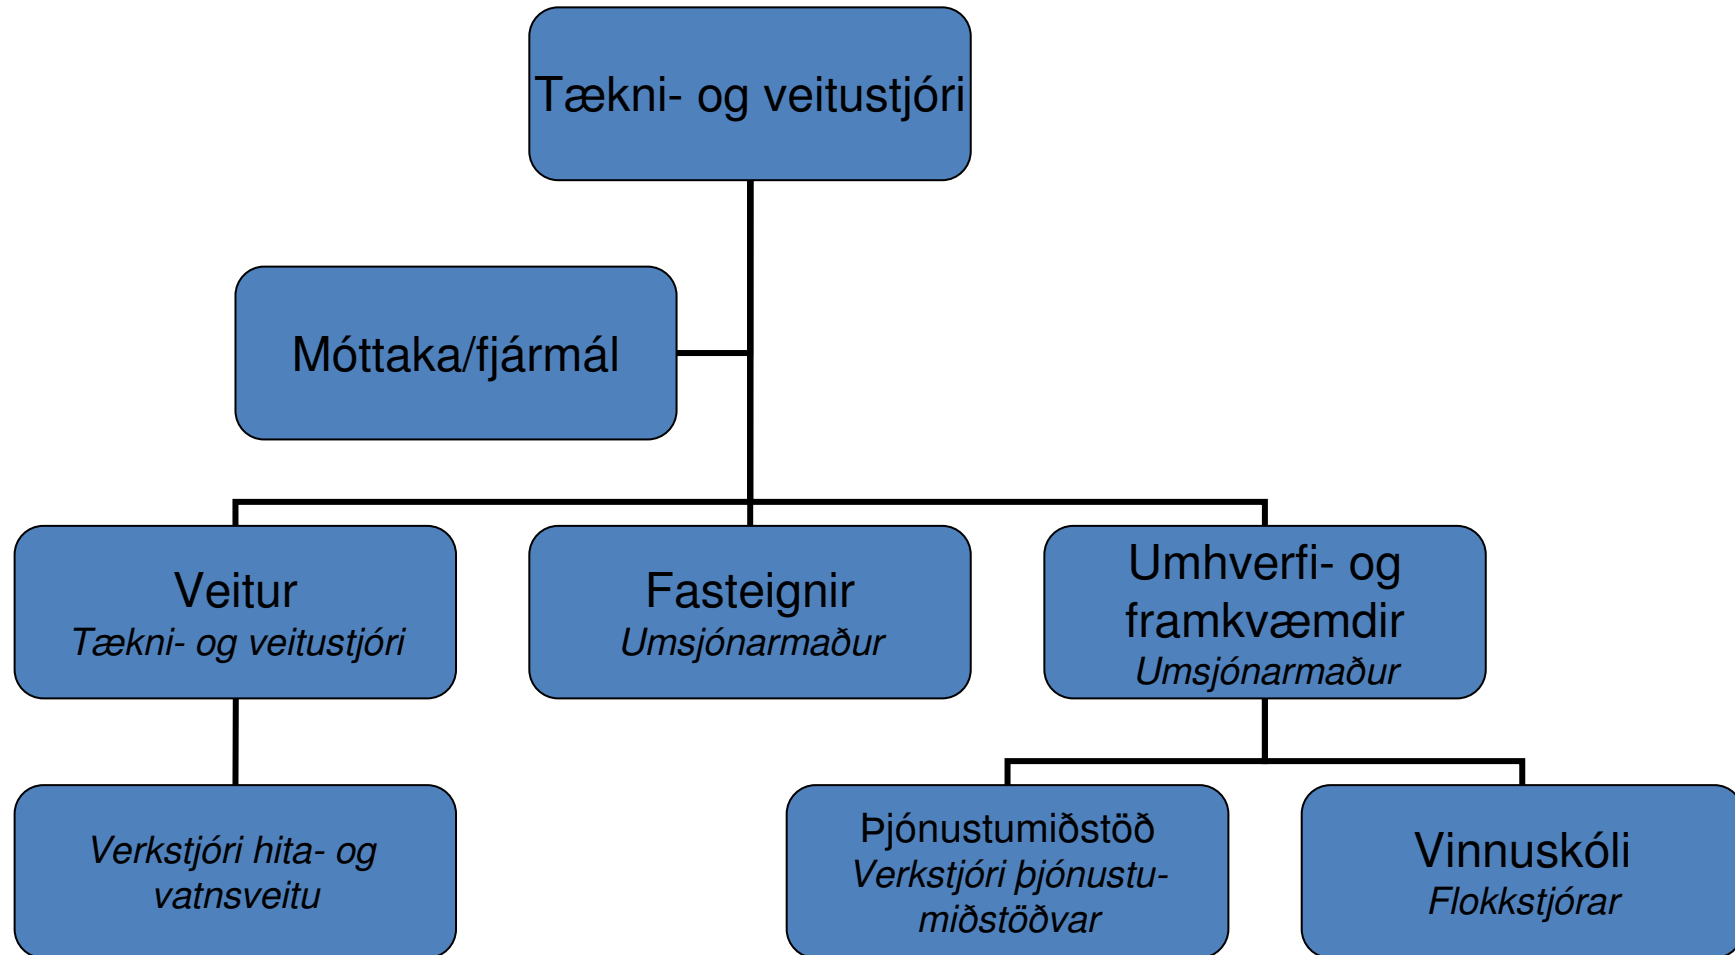 Tækni- og veitustjóri
Móttaka/fjármál
Veitur
Tækni- og veitustjóri
Fasteignir
Umsjónarmaður
Umhverfi- og
framkvæmdir
Umsjónarmaður
Verkstjóri hita- og
vatnsveitu
Þjónustumiðstöð
Verkstjóri þjónustu-
miðstöðvar
Vinnuskóli
Flokkstjórar